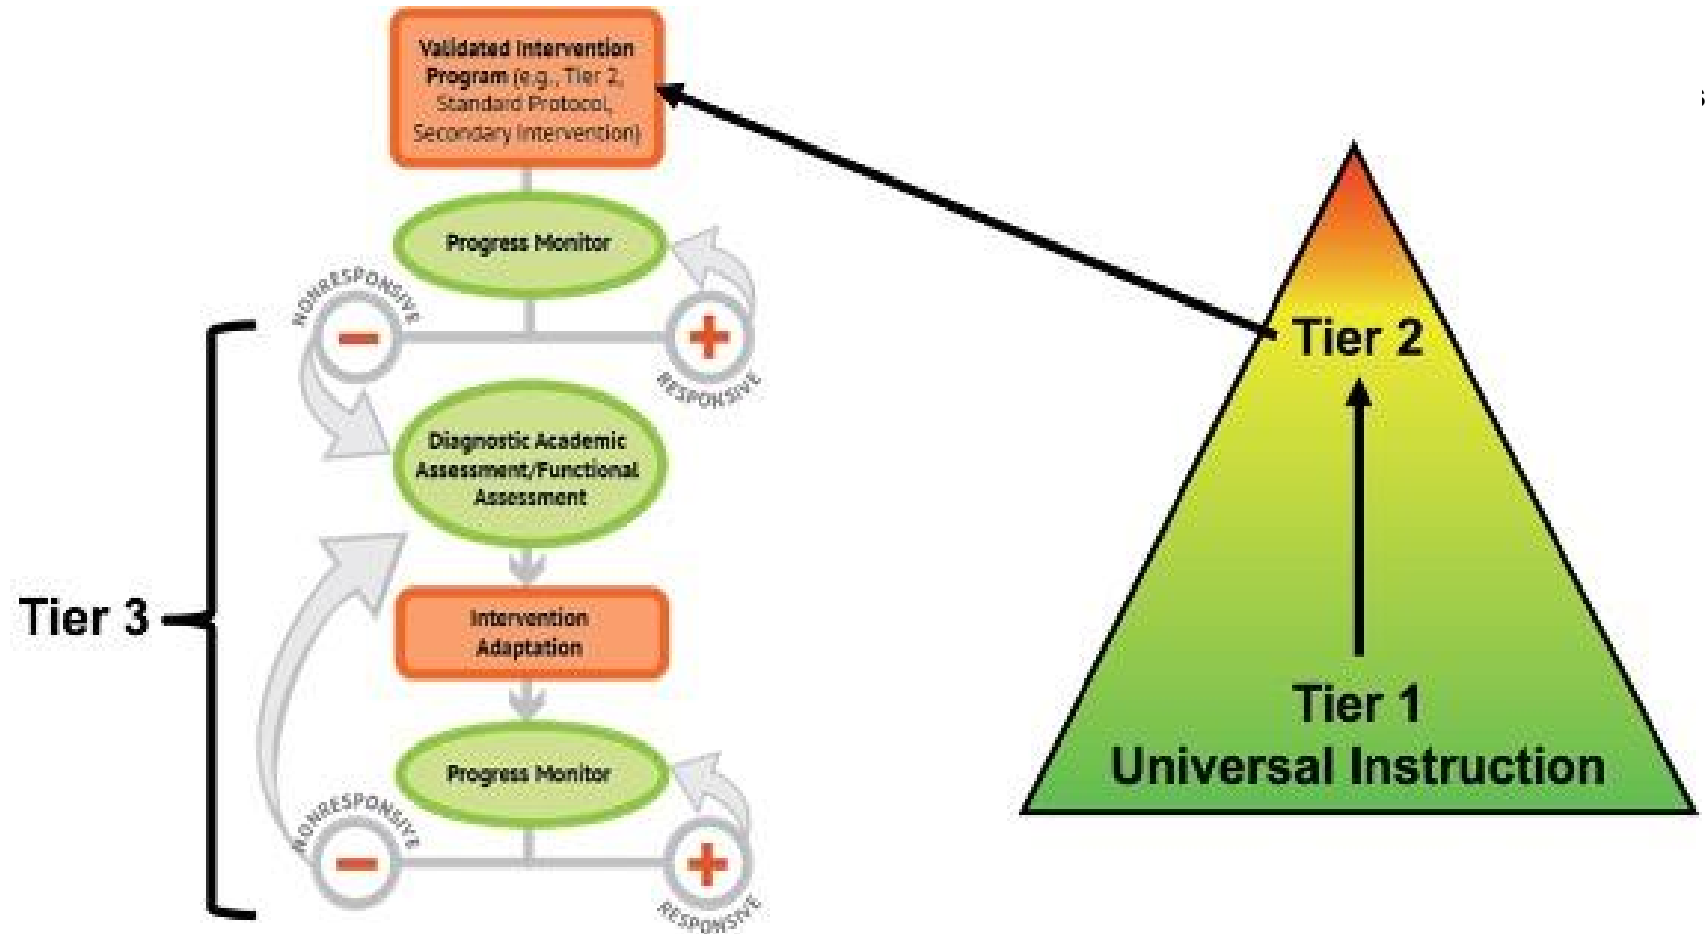 Validated Intervention
Program (e.g., Tier 2,
Standard Protocol,
Secondary Intervention)
Progress Monitor
NONRESPONSIVE
RESPONSIVE
Diagnostic Academic
Assessment/Functional
Assessment
Intervention
Adaptation
Progress Monitor
NONRESPONSIVE
RESPONSIVE
Tier 3
Tier 2
Tier 1
Universal Instruction